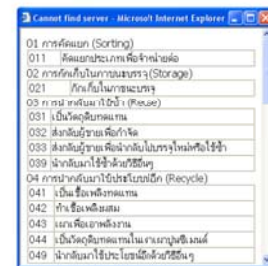 Cannot find server - Microsoft Internet Explorer
01 การคัดแยก (Sorting)
011 คัดแยกประเภทเพื่อจำหน่ายต่อ
02 การกักเก็บในภาชนะบรรจุ (Storage)
021 กักเก็บในภาชนะบรรจุ
03 การนำกลับมาใช้ซ้ำ (Reuse)
031 เป็นวัตถุดิบทดแทน
032 ส่งกลับผู้ขายเพื่อกำจัด
033 ส่งกลับผู้ขายเพื่อนำกลับไปบรรจุใหม่หรือใช้ซ้ำ
039 นำกลับมาใช้ซ้ำด้วยวิธีอื่นๆ
04 การนำกลับมาใช้ประโยชน์อีก (Recycle)
041 เป็นเชื้อเพลิงทดแทน
042 ทำเชื้อเพลิงผสม
043 เผาเพื่อเอาพลังงาน
044 เป็นวัตถุดิบทดแทนในเตาเผาปูนซีเมนต์
049 นำกลับมาใช้ประโยชน์อีกด้วยวิธีอื่นๆ